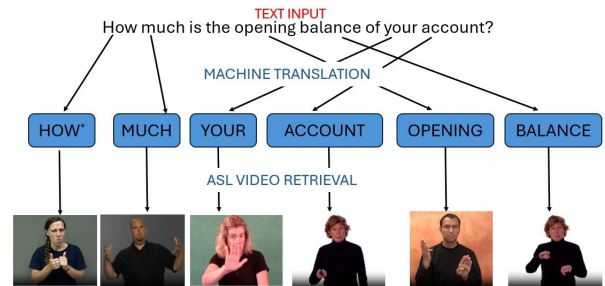 TEXT INPUT
How much is the opening balance of your account?
MACHINE TRANSLATION
HOW* MUCH YOUR ACCOUNT OPENING BALANCE
ASL VIDEO RETRIEVAL